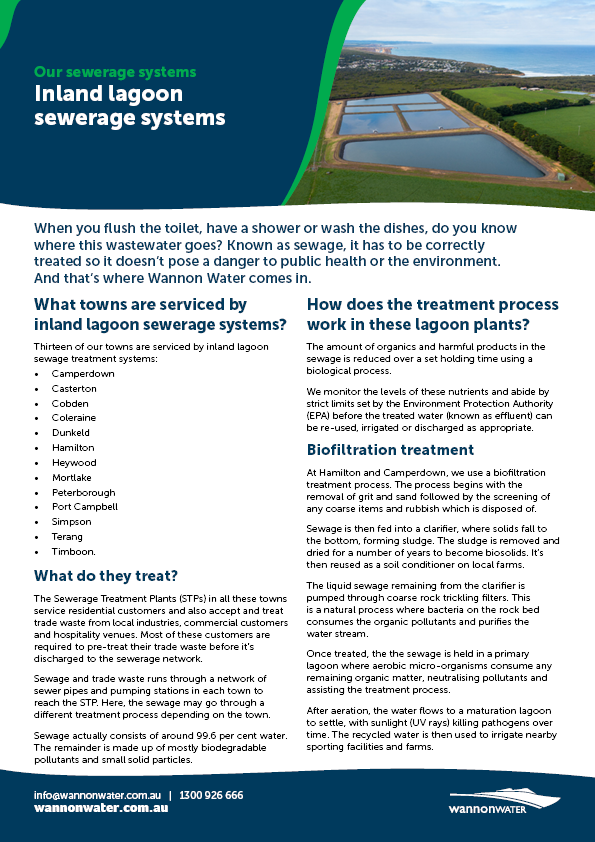 Our sewerage systems
Inland lagoon
sewerage systems
When you flush the toilet, have a shower or wash the dishes, do you know
where this wastewater goes? Known as sewage, it has to be correctly
treated so it doesn't pose a danger to public health or the environment.
And that's where Wannon Water comes in.
What towns are serviced by
inland lagoon sewerage systems?
Thirteen of our towns are serviced by inland lagoon
sewage treatment systems:
• Camperdown
• Casterton
• Cobden
• Coleraine
• Dunkeld
• Hamilton
• Heywood
• Mortlake
• Peterborough
• Port Campbell
• Simpson
• Terang
• Timboon.
What do they treat?
The Sewerage Treatment Plants (STPs) in all these towns
service residential customers and also accept and treat
trade waste from local industries, commercial customers
and hospitality venues. Most of these customers are
required to pre-treat their trade waste before it's
discharged to the sewerage network.
Sewage and trade waste runs through a network of
sewer pipes and pumping stations in each town to
reach the STP. Here, the sewage may go through a
different treatment process depending on the town.
Sewage actually consists of around 99.6 per cent water.
The remainder is made up of mostly biodegradable
pollutants and small solid particles.
How does the treatment process
work in these lagoon plants?
The amount of organics and harmful products in the
sewage is reduced over a set holding time using a
biological process.
We monitor the levels of these nutrients and abide by
strict limits set by the Environment Protection Authority
(EPA) before the treated water (known as effluent) can
be re-used, irrigated or discharged as appropriate.
Biofiltration treatment
At Hamilton and Camperdown, we use a biofiltration
treatment process. The process begins with the
removal of grit and sand followed by the screening of
any coarse items and rubbish which is disposed of.
Sewage is then fed into a clarifier, where solids fall to
the bottom, forming sludge. The sludge is removed and
dried for a number of years to become biosolids. It's
then reused as a soil conditioner on local farms.
The liquid sewage remaining from the clarifier is
pumped through coarse rock trickling filters. This
is a natural process where bacteria on the rock bed
consumes the organic pollutants and purifies the
water stream.
Once treated, the the sewage is held in a primary
lagoon where aerobic micro-organisms consume any
remaining organic matter, neutralising pollutants and
assisting the treatment process.
After aeration, the water flows to a maturation lagoon
to settle, with sunlight (UV rays) killing pathogens over
time. The recycled water is then used to irrigate nearby
sporting facilities and farms.
info@wannonwater.com.au | 1300 926 666
wannonwater.com.au
wannonWATER